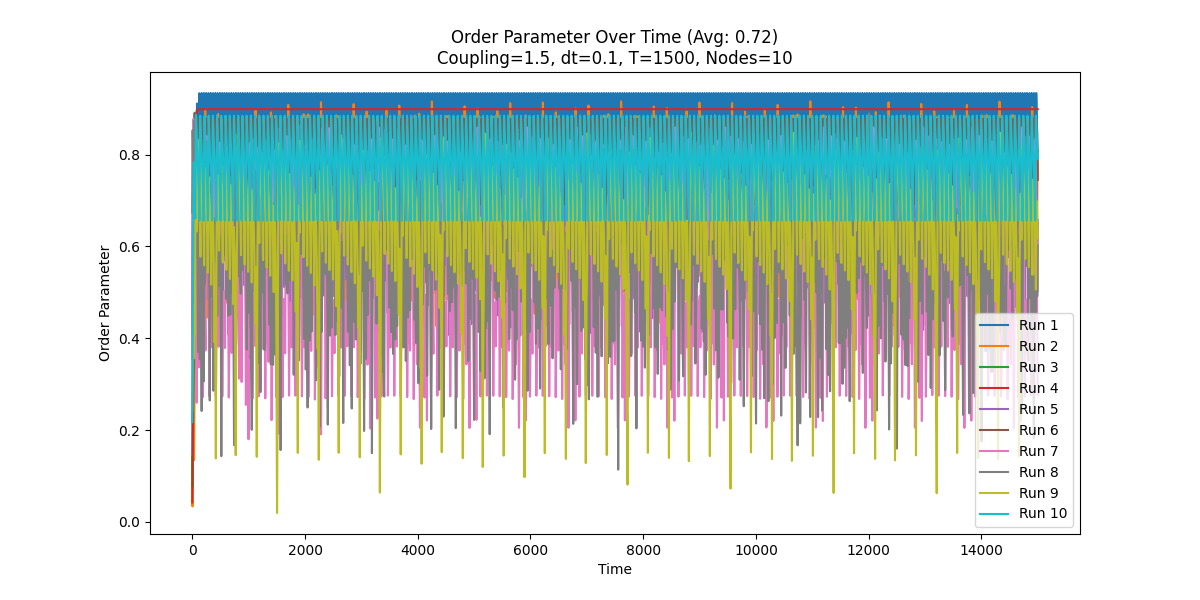 Order Parameter Over Time (Avg: 0.72)
Coupling=1.5, dt=0.1, T=1500, Nodes=10
Order Parameter
0.8
0.6
0.4
0.2
0.0
Run 1
Run 2
Run 3
Run 4
Run 5
Run 6
Run 7
Run 8
Run 9
Run 10
0 2000 4000 6000 8000 10000 12000 14000
Time